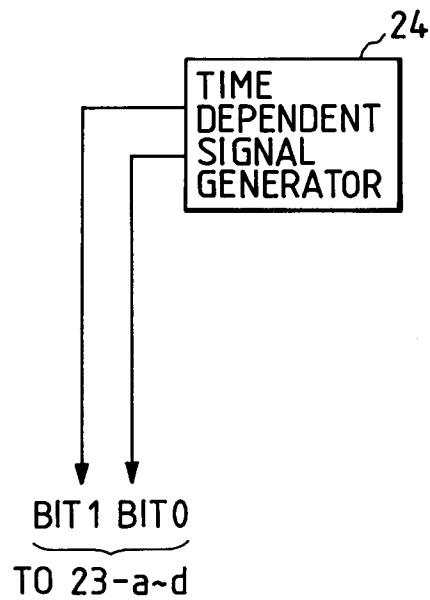 24
TIME
DEPENDENT
SIGNAL
GENERATOR
BIT1 BIT0
TO 23-a~d